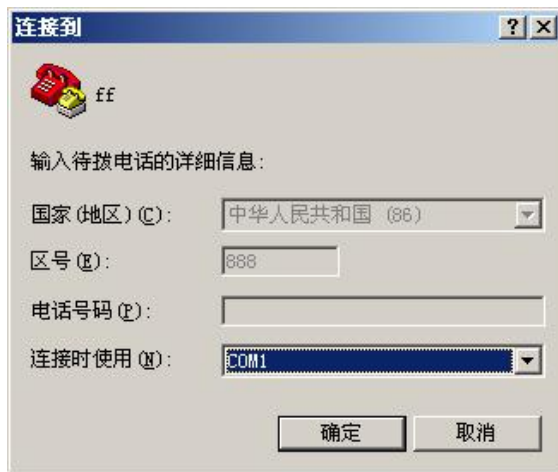 连接到
ff
输入待拨电话的详细信息:
国家(地区)(C): 中华人民共和国 (86)
区号(E): 888
电话号码(P):
连接时使用(N): COM1
确定 取消